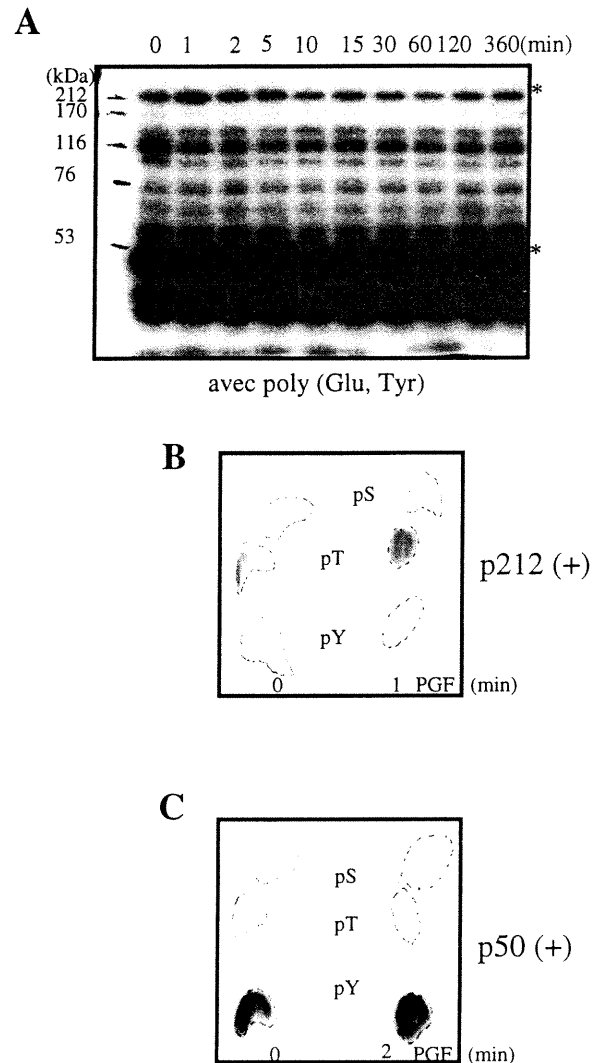 A
0 1 2 5 10 15 30 60 120 360(min)
(kDa)
212
170
116
76
53
*
*
avec poly (Glu, Tyr)
B
pS
pT
pY
0 1 PGF (min)
p212 (+)
C
pS
pT
pY
0 2 PGF (min)
p50 (+)